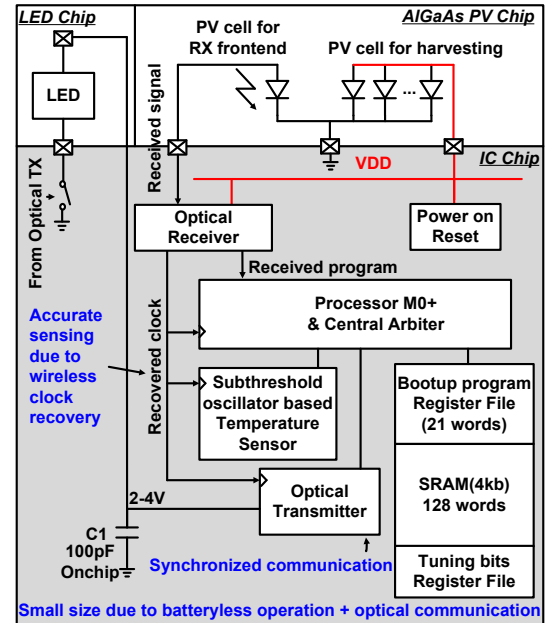 LED Chip
AlGaAs PV Chip
PV cell for
RX frontend
PV cell for harvesting
LED
...
Received signal
IC Chip
VDD
From Optical TX
Optical
Receiver
Power on
Reset
Received program
Processor M0+
& Central Arbiter
Accurate
sensing
due to
wireless
clock
recovery
Recovered clock
Subthreshold
oscillator based
Temperature
Sensor
Bootup program
Register File
(21 words)
SRAM(4kb)
128 words
Tuning bits
Register File
2-4V
Optical
Transmitter
C1
100pF
Onchip
Synchronized communication
Small size due to batteryless operation + optical communication